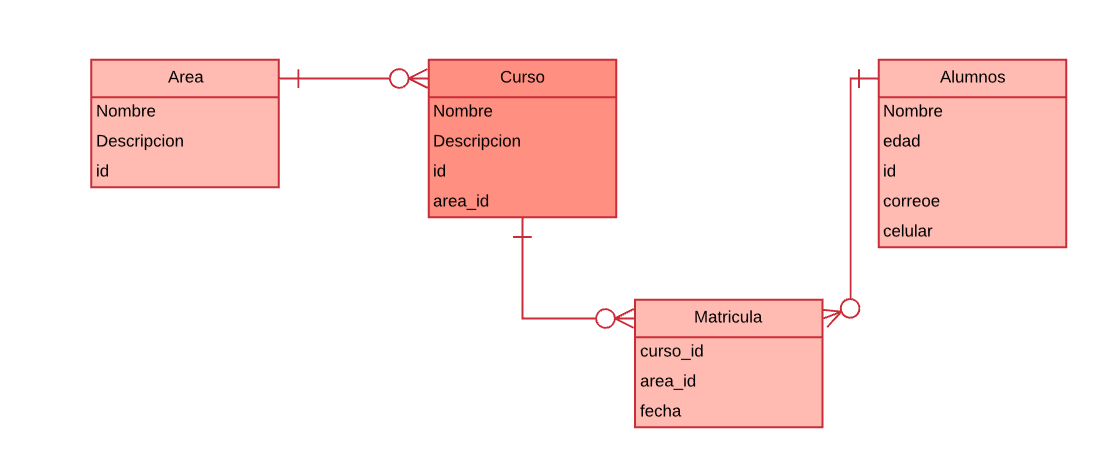 Area
Nombre
Descripcion
id
Curso
Nombre
Descripcion
id
area_id
Alumnos
Nombre
edad
id
correoe
celular
Matricula
curso_id
area_id
fecha